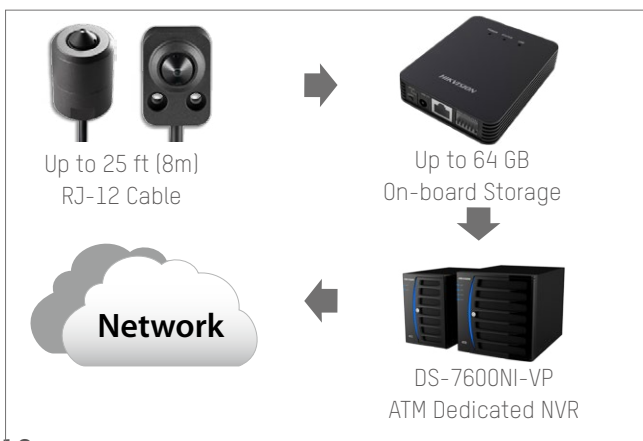 Up to 25 ft (8m)
RJ-12 Cable
HIKVISION
Up to 64 GB
On-board Storage
Network
DS-7600NI-VP
ATM Dedicated NVR